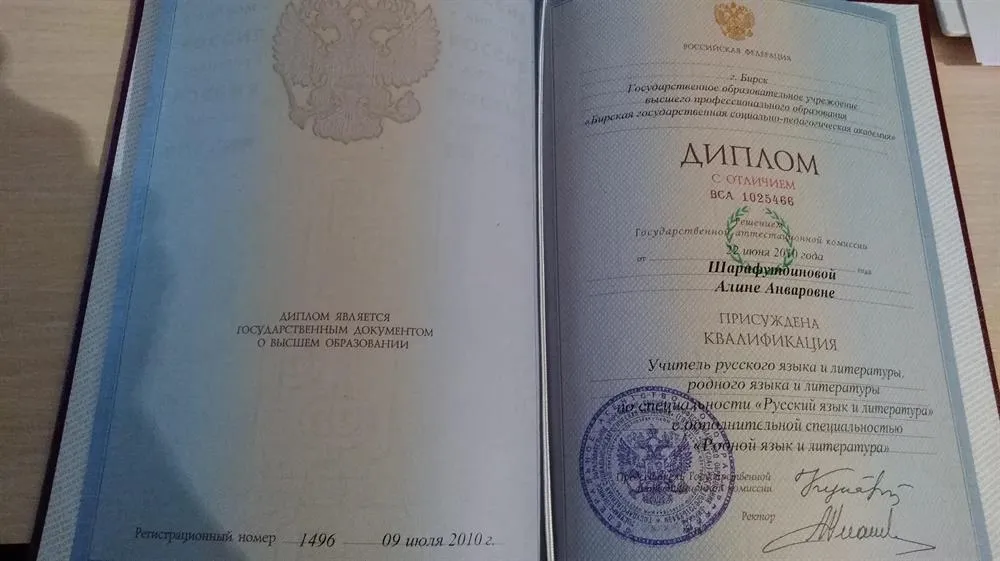 ДИПЛОМ ЯВЛЯЕТСЯ
ГОСУДАРСТВЕННЫМ ДОКУМЕНТОМ
О ВЫСШЕМ ОБРАЗОВАНИИ
Регистрационный номер 1496 09 июля 2010 г.
РОССИЙСКАЯ ФЕДЕРАЦИЯ
г. Бирск
Государственное образовательное учреждение
высшего профессионального образования
«Бирская государственная социально-педагогическая академия»
ДИПЛОМ
С ОТЛИЧИЕМ
ВСА 1025466
Решением
Государственной аттестационной комиссии
от 22 июня 2010 года
Шарафутдиновой
Алине Анваровне
ПРИСУЖДЕНА
КВАЛИФИКАЦИЯ
Учитель русского языка и литературы,
родного языка и литературы
по специальности «Русский язык и литература»
с дополнительной специальностью
«Родной язык и литература»
Председатель Государственной
аттестационной комиссии
Ректор